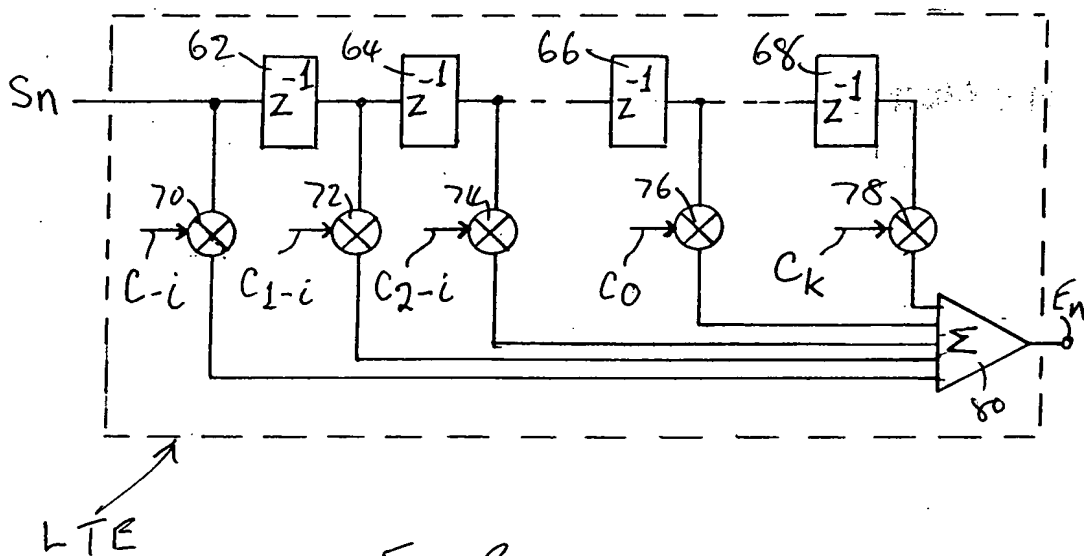 62 64 66 68
Sn z⁻¹ z⁻¹ z⁻¹ z⁻¹
70 72 74 76 78
C-i C1-i C2-i C0 Ck
Σ En
80
LTE